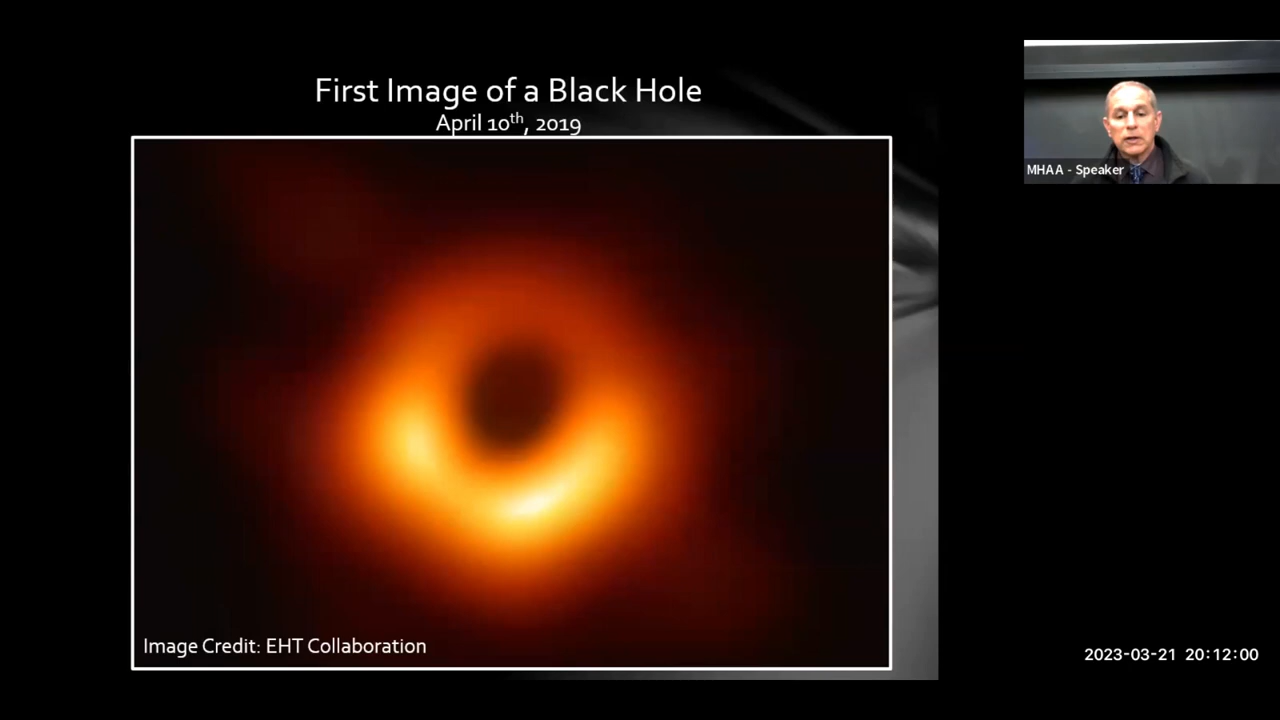 First Image of a Black Hole
April 10th, 2019
MHAA - Speaker
Image Credit: EHT Collaboration
2023-03-21 20:12:00